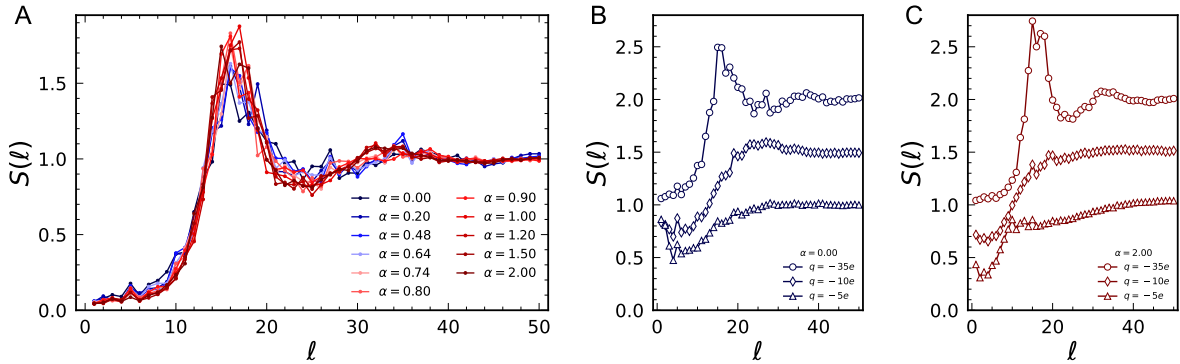 A
S(ℓ)
1.5
1.0
0.5
0.0
0
10
20
30
40
50
ℓ
α = 0.00
α = 0.20
α = 0.48
α = 0.64
α = 0.74
α = 0.80
α = 0.90
α = 1.00
α = 1.20
α = 1.50
α = 2.00
B
S(ℓ)
2.5
2.0
1.5
1.0
0.5
0.0
0
20
40
ℓ
α = 0.00
q = −35e
q = −10e
q = −5e
C
S(ℓ)
2.5
2.0
1.5
1.0
0.5
0.0
0
20
40
ℓ
α = 2.00
q = −35e
q = −10e
q = −5e